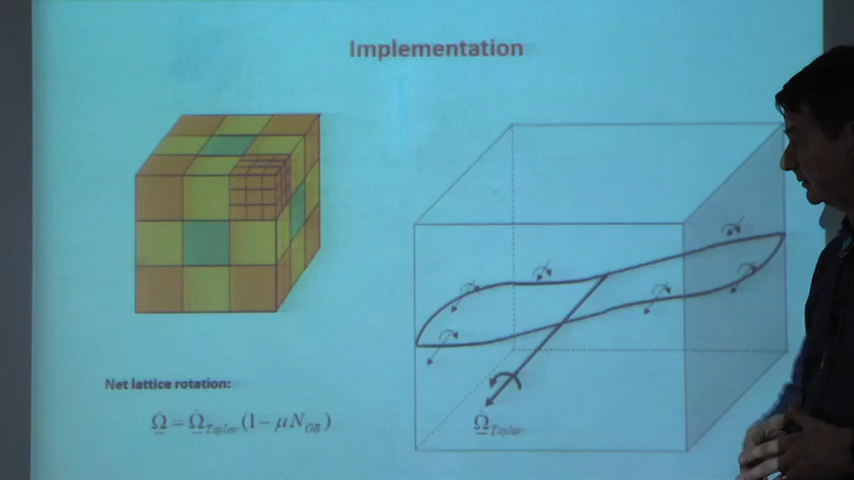 Implementation
Net lattice rotation:
Ω̇ = Ω̇_Taylor (1 − μN_GB)
Ω̇_Taylor